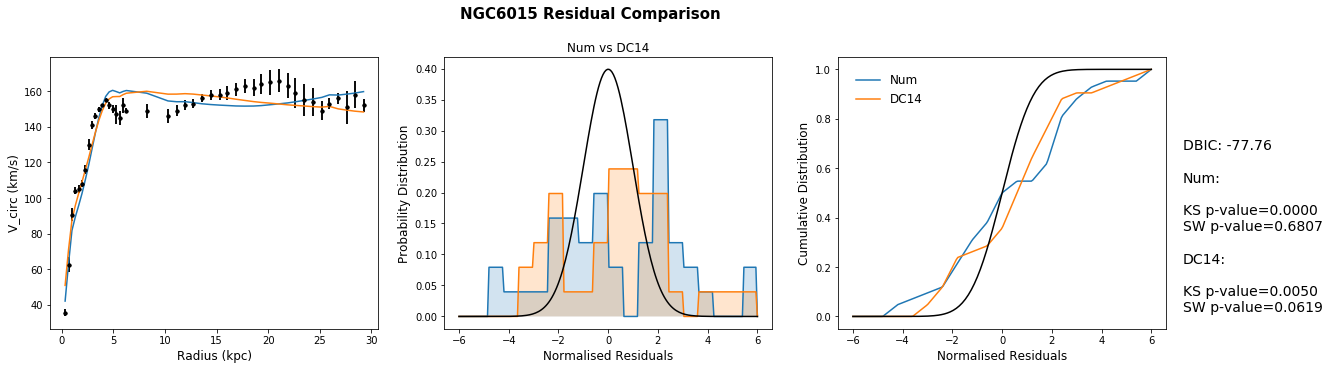 NGC6015 Residual Comparison
V_circ (km/s)
160
140
120
100
80
60
40
0
5
10
15
20
25
30
Radius (kpc)
Num vs DC14
Probability Distribution
0.40
0.35
0.30
0.25
0.20
0.15
0.10
0.05
0.00
−6
−4
−2
0
2
4
6
Normalised Residuals
Cumulative Distribution
1.0
0.8
0.6
0.4
0.2
0.0
Num
DC14
−6
−4
−2
0
2
4
6
Normalised Residuals
DBIC: -77.76
Num:
KS p-value=0.0000
SW p-value=0.6807
DC14:
KS p-value=0.0050
SW p-value=0.0619